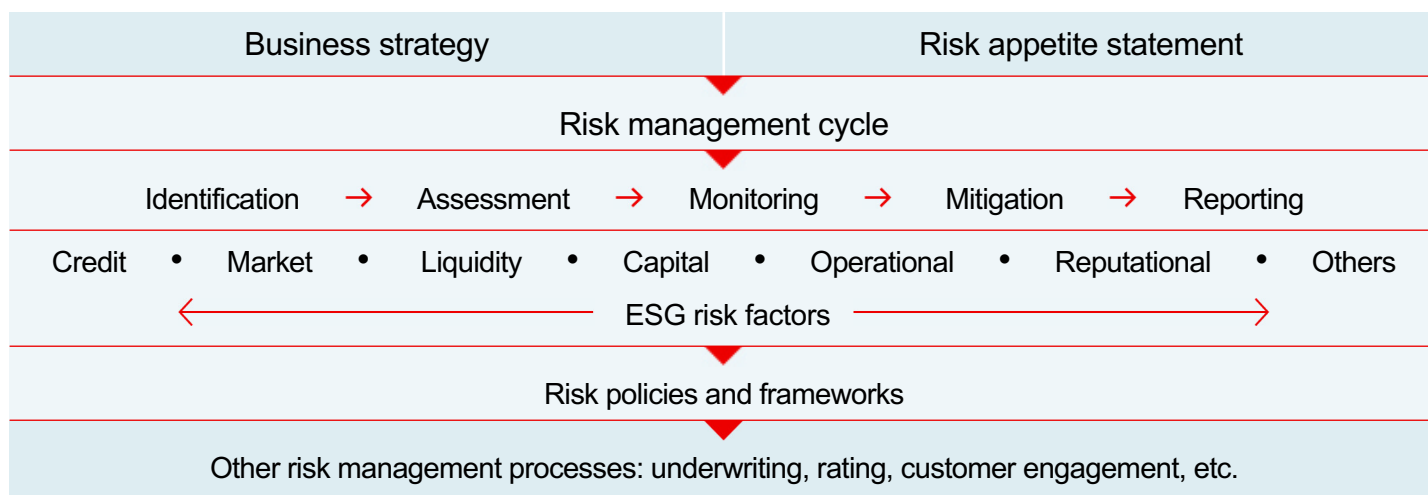 Business strategy Risk appetite statement
Risk management cycle
Identification → Assessment → Monitoring → Mitigation → Reporting
Credit • Market • Liquidity • Capital • Operational • Reputational • Others
ESG risk factors
Risk policies and frameworks
Other risk management processes: underwriting, rating, customer engagement, etc.